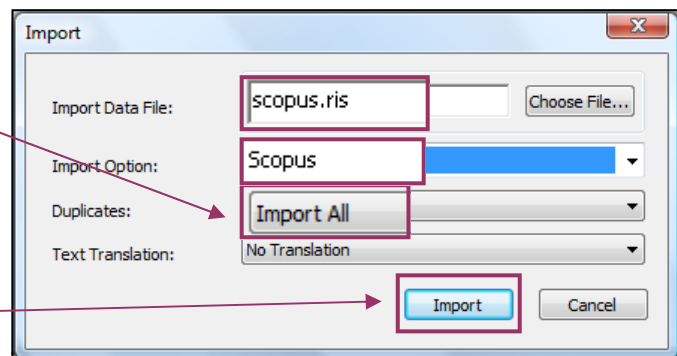 Import
X
Import Data File: scopus.ris Choose File...
Import Option: Scopus
Duplicates: Import All
Text Translation: No Translation
Import Cancel